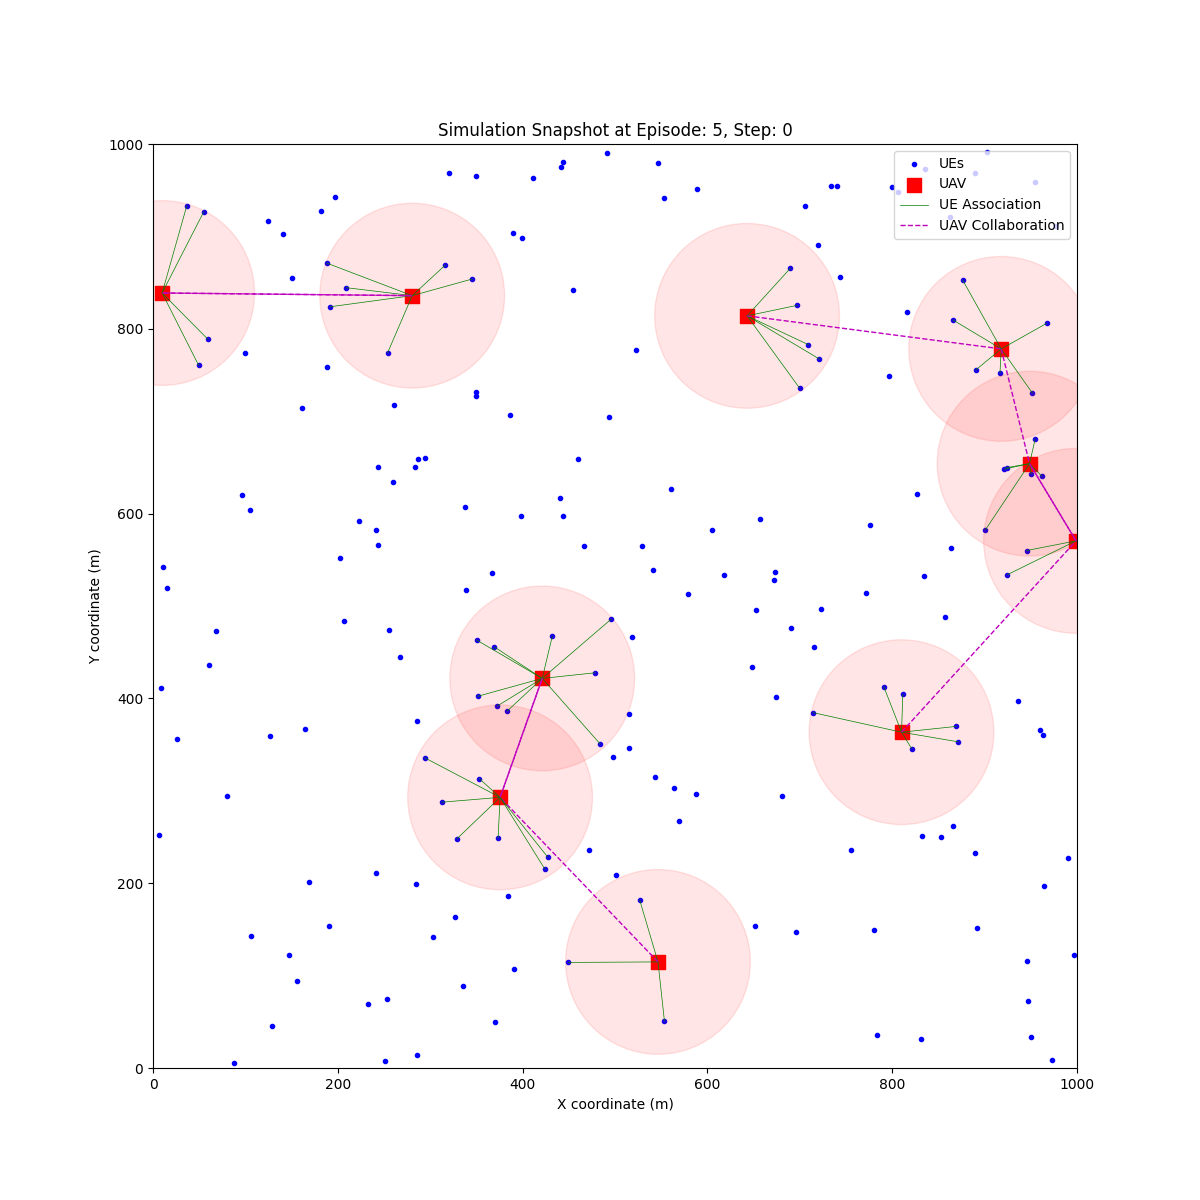 Simulation Snapshot at Episode: 5, Step: 0
UEs
UAV
UE Association
UAV Collaboration
1000
800
600
400
200
0
Y coordinate (m)
0 200 400 600 800 1000
X coordinate (m)